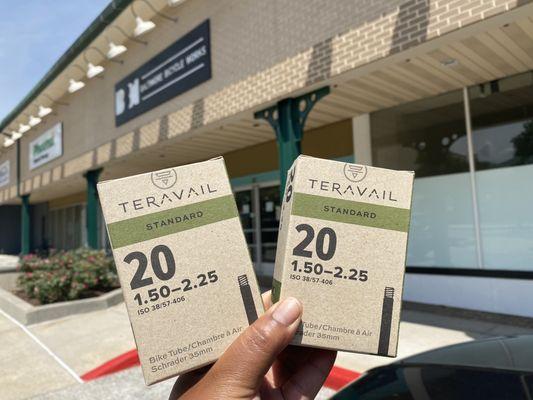 BALTIMORE BICYCLE WORKS
TERAVAIL
STANDARD
20
1.50–2.25
ISO 38/57-406
Bike Tube/Chambre à Air
Schrader 35mm
TERAVAIL
STANDARD
20
1.50–2.25
ISO 38/57-406
Tube/Chambre à Air
Schrader 35mm